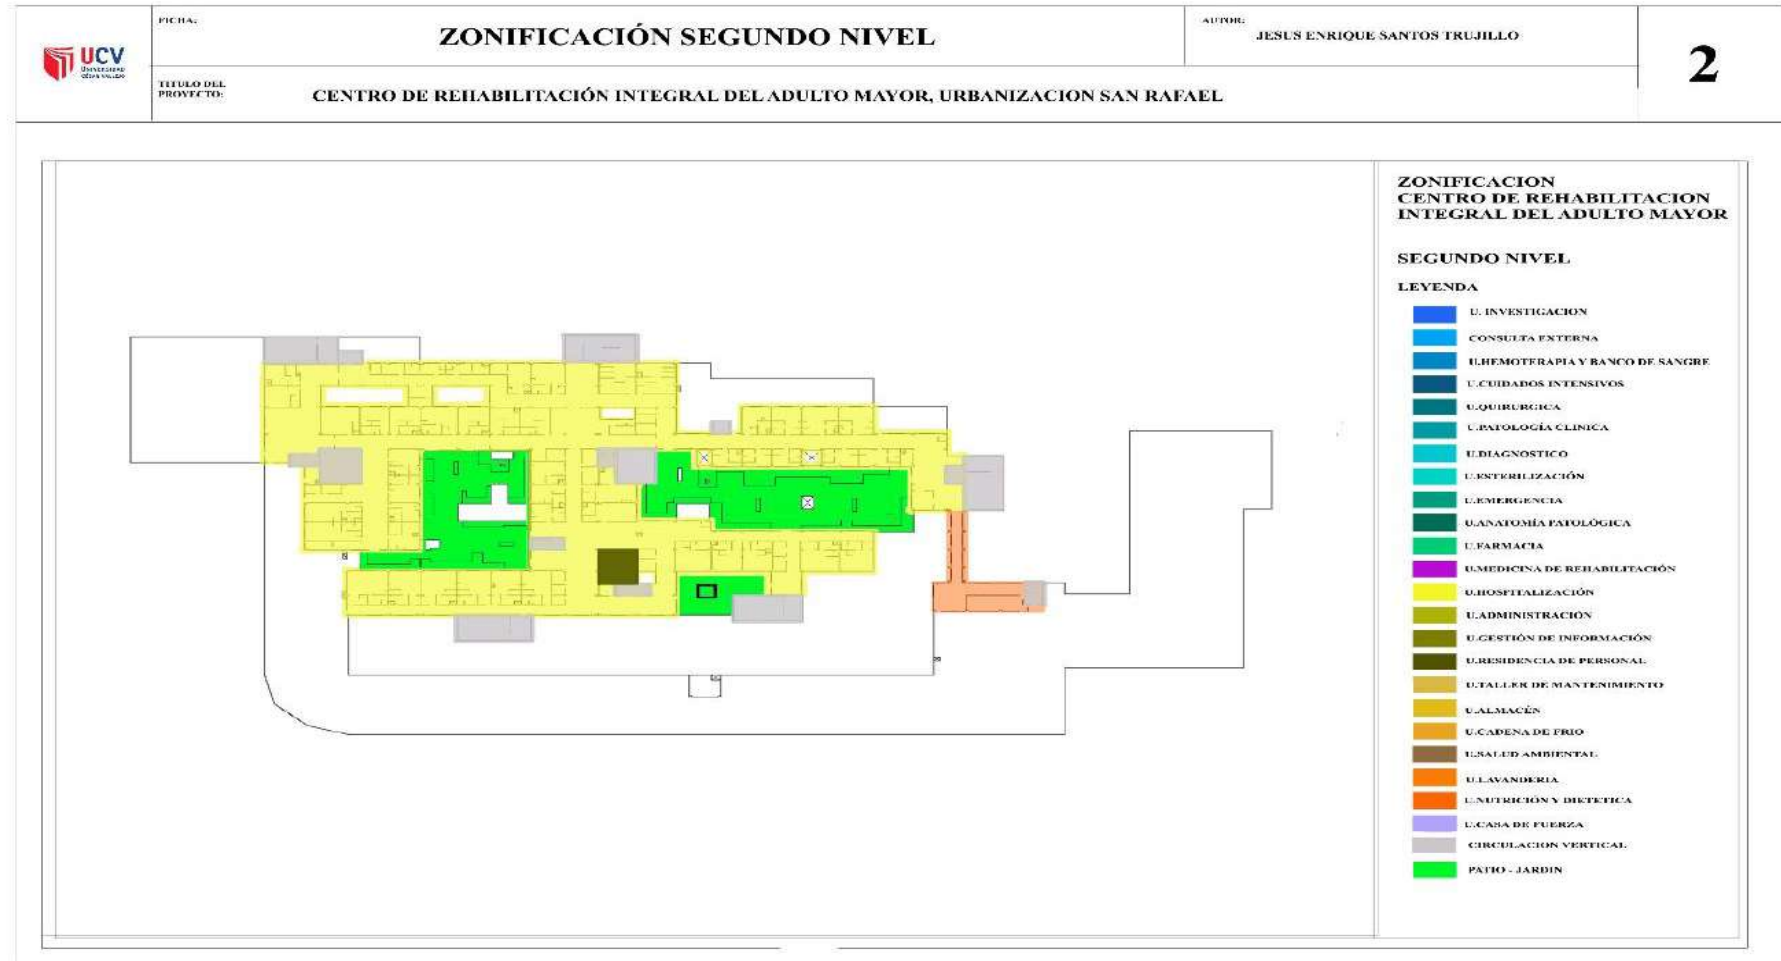 UCV
UNIVERSIDAD
CÉSAR VALLEJO
FICHA:
ZONIFICACIÓN SEGUNDO NIVEL
AUTOR:
JESUS ENRIQUE SANTOS TRUJILLO
2
TITULO DEL
PROYECTO:
CENTRO DE REHABILITACIÓN INTEGRAL DEL ADULTO MAYOR, URBANIZACION SAN RAFAEL
ZONIFICACION
CENTRO DE REHABILITACION
INTEGRAL DEL ADULTO MAYOR
SEGUNDO NIVEL
LEYENDA
U. INVESTIGACION
CONSULTA EXTERNA
U.HEMOTERAPIA Y BANCO DE SANGRE
U.CUIDADOS INTENSIVOS
U.QUIRURGICA
U.PATOLOGÍA CLINICA
U.DIAGNOSTICO
U.ESTERILIZACIÓN
U.EMERGENCIA
U.ANATOMÍA PATOLÓGICA
U.FARMACIA
U.MEDICINA DE REHABILITACIÓN
U.HOSPITALIZACIÓN
U.ADMINISTRACIÓN
U.GESTIÓN DE INFORMACIÓN
U.RESIDENCIA DE PERSONAL
U.TALLER DE MANTENIMIENTO
U.ALMACÉN
U.CADENA DE FRIO
U.SALUD AMBIENTAL
U.LAVANDERIA
U.NUTRICIÓN Y DIETETICA
U.CASA DE FUERZA
CIRCULACION VERTICAL
PATIO - JARDIN